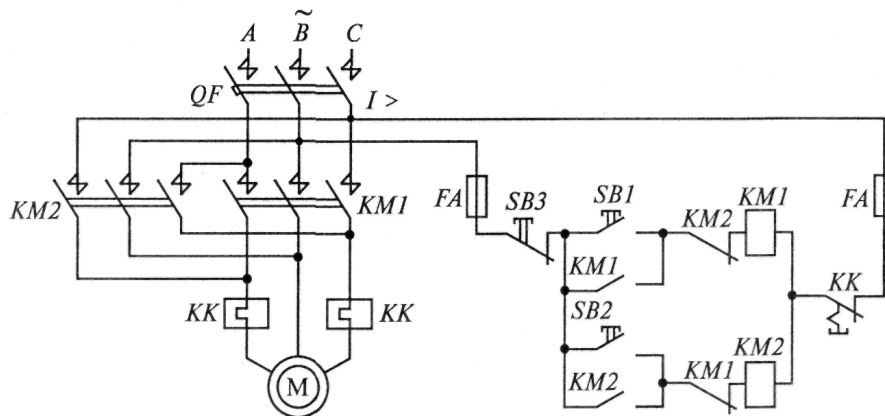 A ~ B C
QF I >
KM2 KM1
FA SB3 SB1 KM2 KM1 FA
KM1
KK KK SB2 KK
KM2 KM1 KM2
M